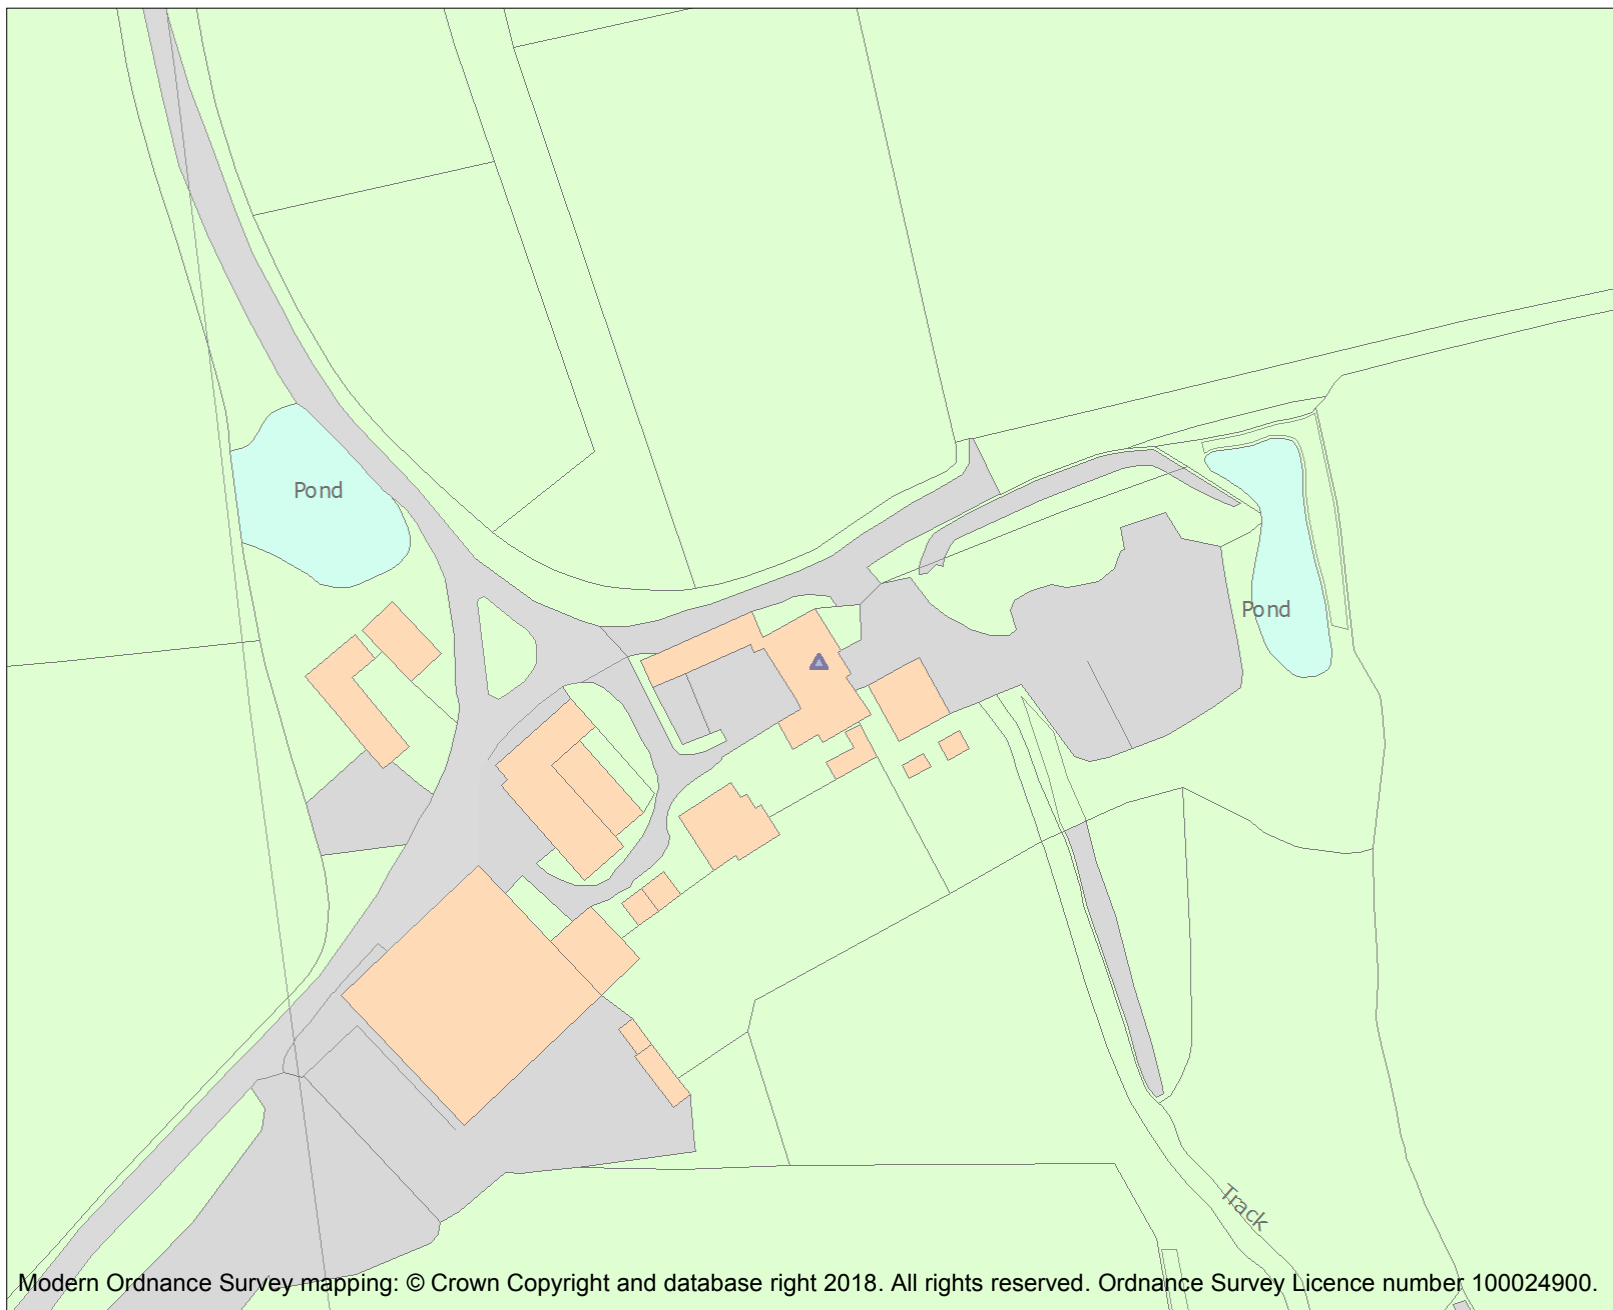 Pond
Pond
Track
Modern Ordnance Survey mapping: © Crown Copyright and database right 2018. All rights reserved. Ordnance Survey Licence number 100024900.